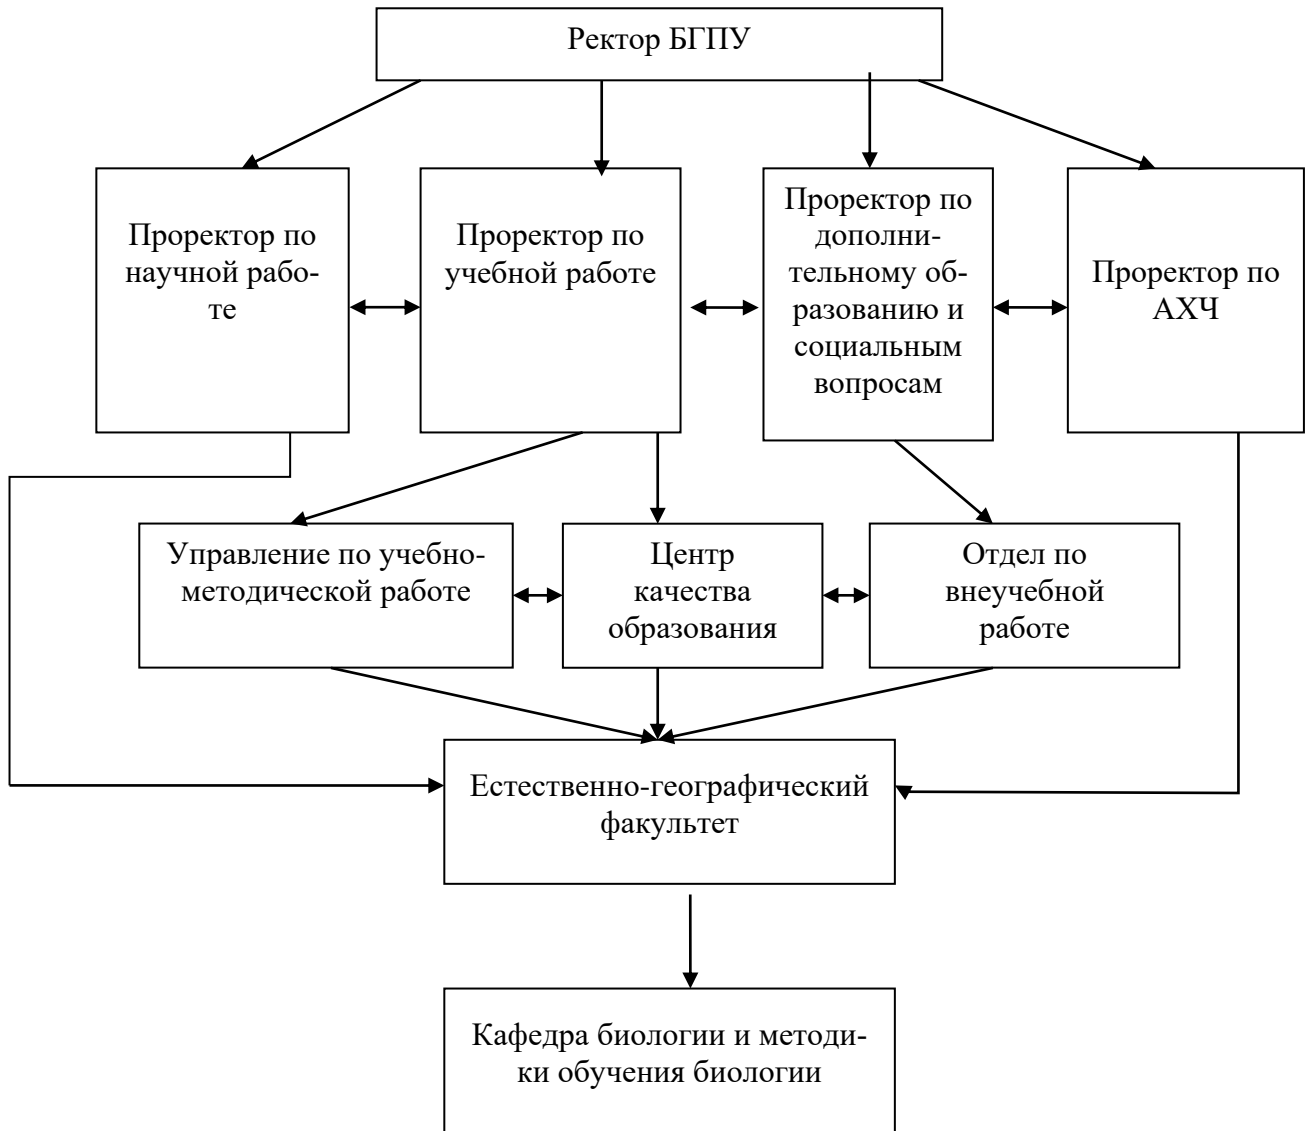 Ректор БГПУ
Проректор по
научной рабо-
те
Проректор по
учебной работе
Проректор по
дополни-
тельному об-
разованию и
социальным
вопросам
Проректор по
АХЧ
Управление по учебно-
методической работе
Центр
качества
образования
Отдел по
внеучебной
работе
Естественно-географический
факультет
Кафедра биологии и методи-
ки обучения биологии